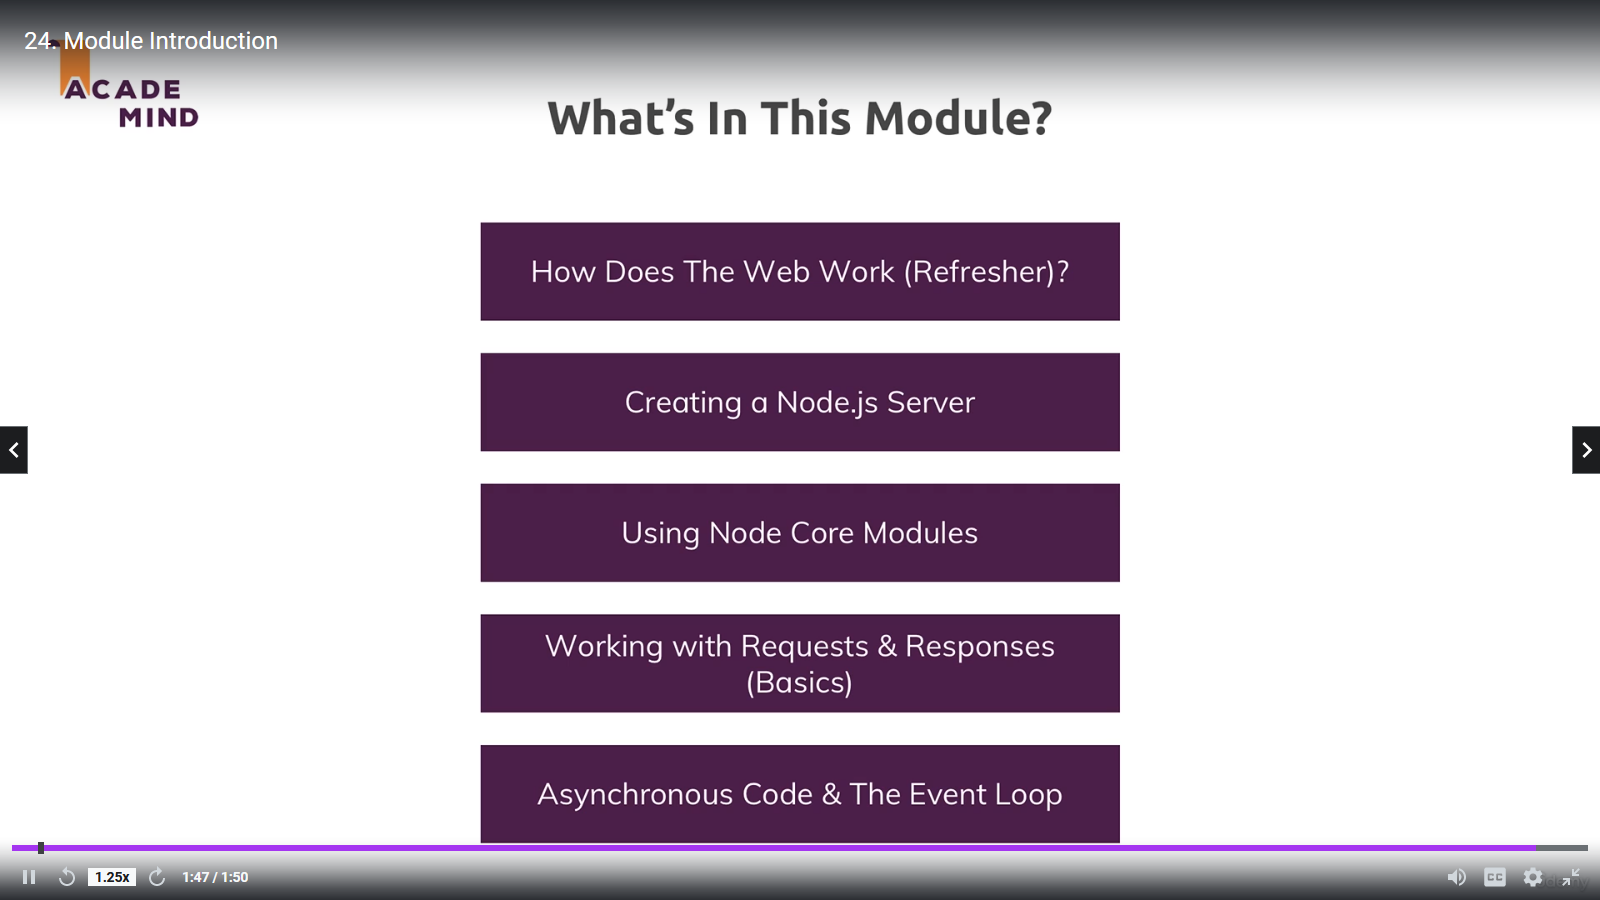 24. Module Introduction
ACADE
MIND
What's In This Module?
How Does The Web Work (Refresher)?
Creating a Node.js Server
Using Node Core Modules
Working with Requests & Responses
(Basics)
Asynchronous Code & The Event Loop
1.25x
1:47 / 1:50
CC